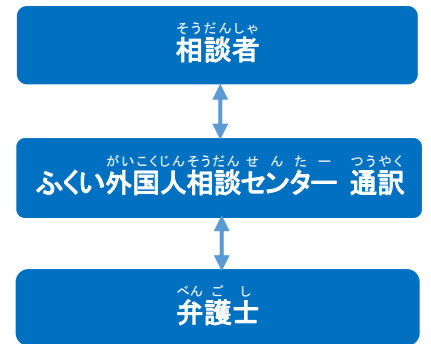 そうだんしゃ
相談者
がいこくじんそうだんせんたー つうやく
ふくい外国人相談センター 通訳
べんごし
弁護士